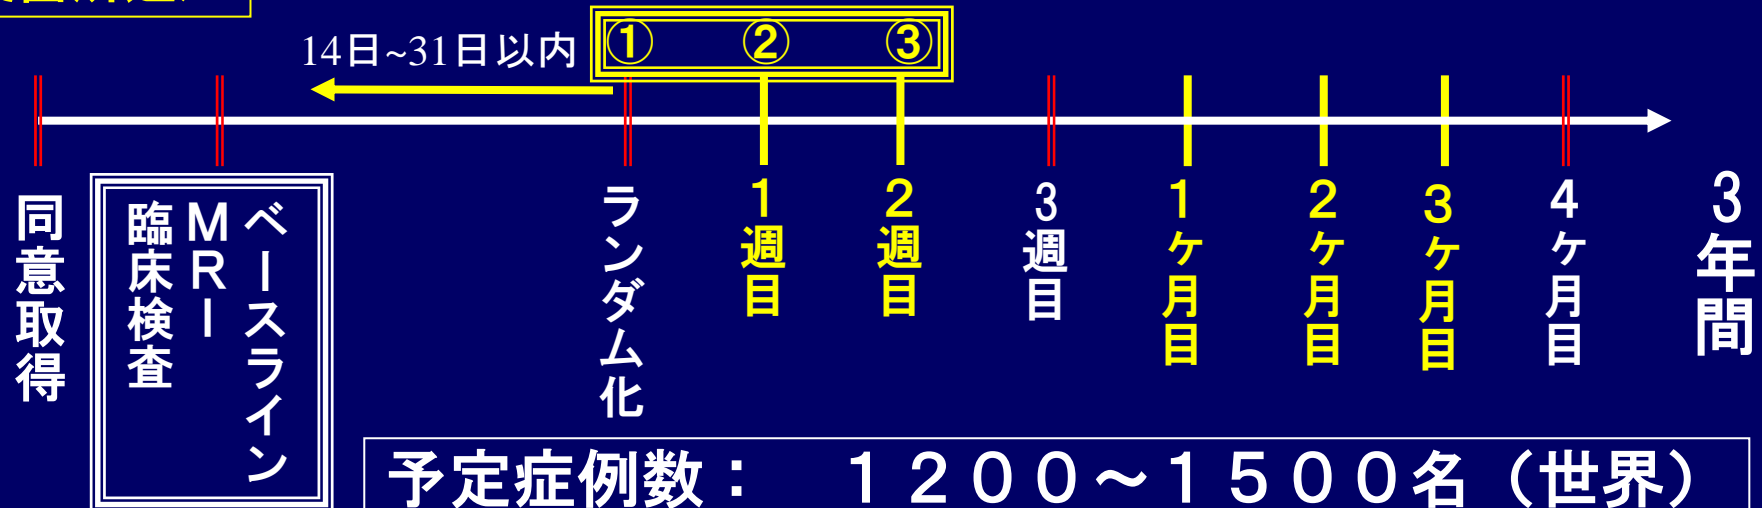 14日~31日以内
① ② ③
同意取得
ベースライン
MRI
臨床検査
ランダム化
1週目
2週目
3週目
1ヶ月目
2ヶ月目
3ヶ月目
4ヶ月目
3年間
予定症例数： 1200～1500名（世界）